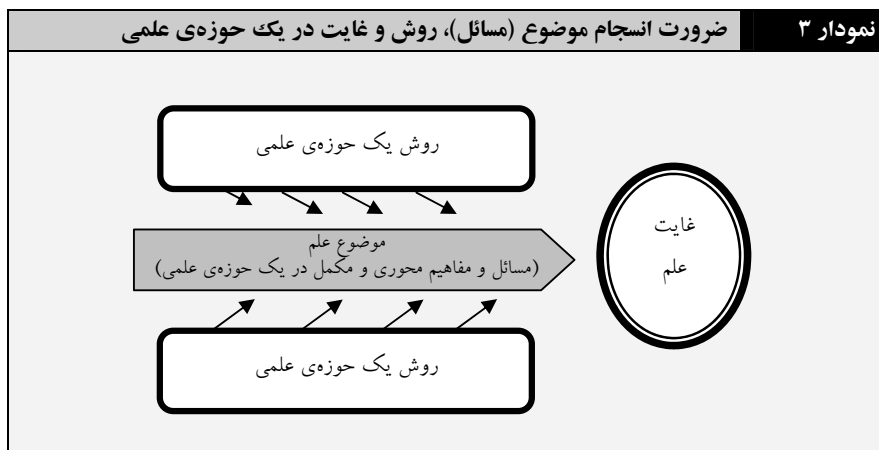 نمودار ۳ ضرورت انسجام موضوع (مسائل)، روش و غایت در یک حوزه‌ی علمی
روش یک حوزه‌ی علمی
موضوع علم
(مسائل و مفاهیم محوری و مکمل در یک حوزه‌ی علمی)
غایت
علم
روش یک حوزه‌ی علمی